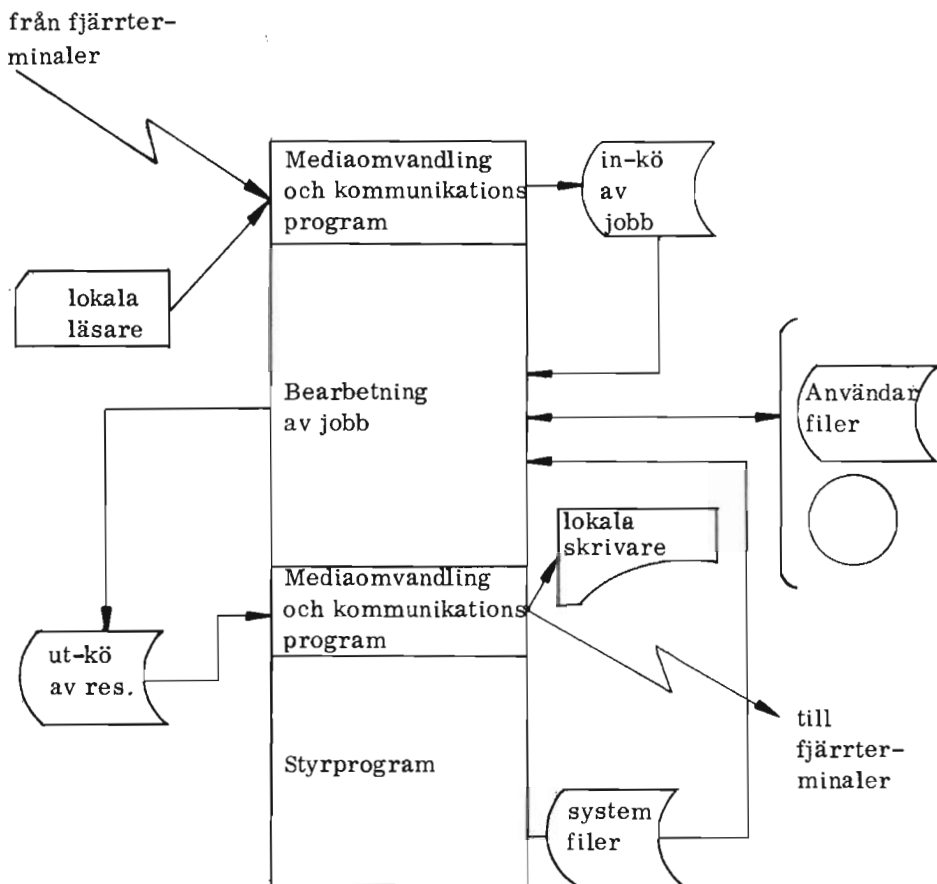 från fjärrter-
minaler
Mediaomvandling
och kommunikations
program
in-kö
av
jobb
lokala
läsare
Bearbetning
av jobb
Användar
filer
lokala
skrivare
Mediaomvandling
och kommunikations
program
ut-kö
av res.
till
fjärrter-
minaler
Styrprogram
system
filer